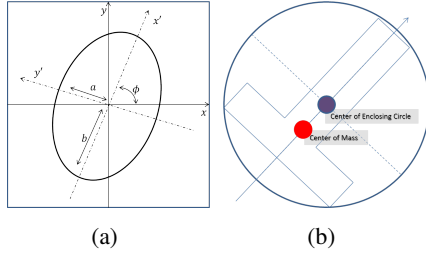 y
x'
y'
a
ϕ
x
b
Center of Enclosing Circle
Center of Mass
(a)
(b)